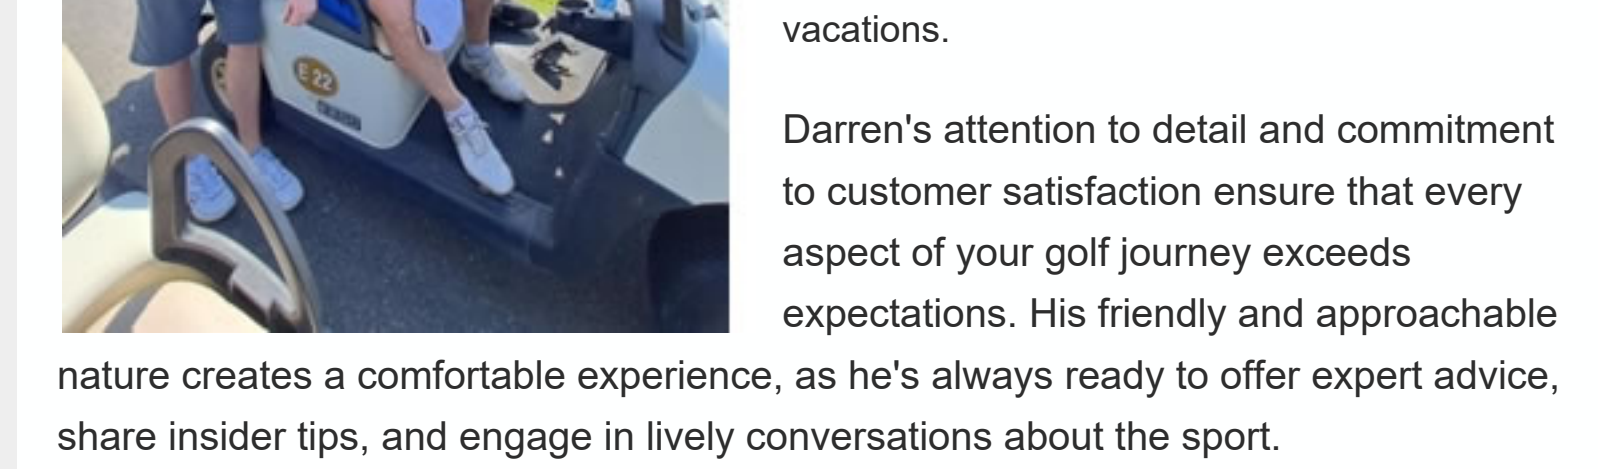 vacations.
E 22
Darren's attention to detail and commitment
to customer satisfaction ensure that every
aspect of your golf journey exceeds
expectations. His friendly and approachable
nature creates a comfortable experience, as he's always ready to offer expert advice,
share insider tips, and engage in lively conversations about the sport.